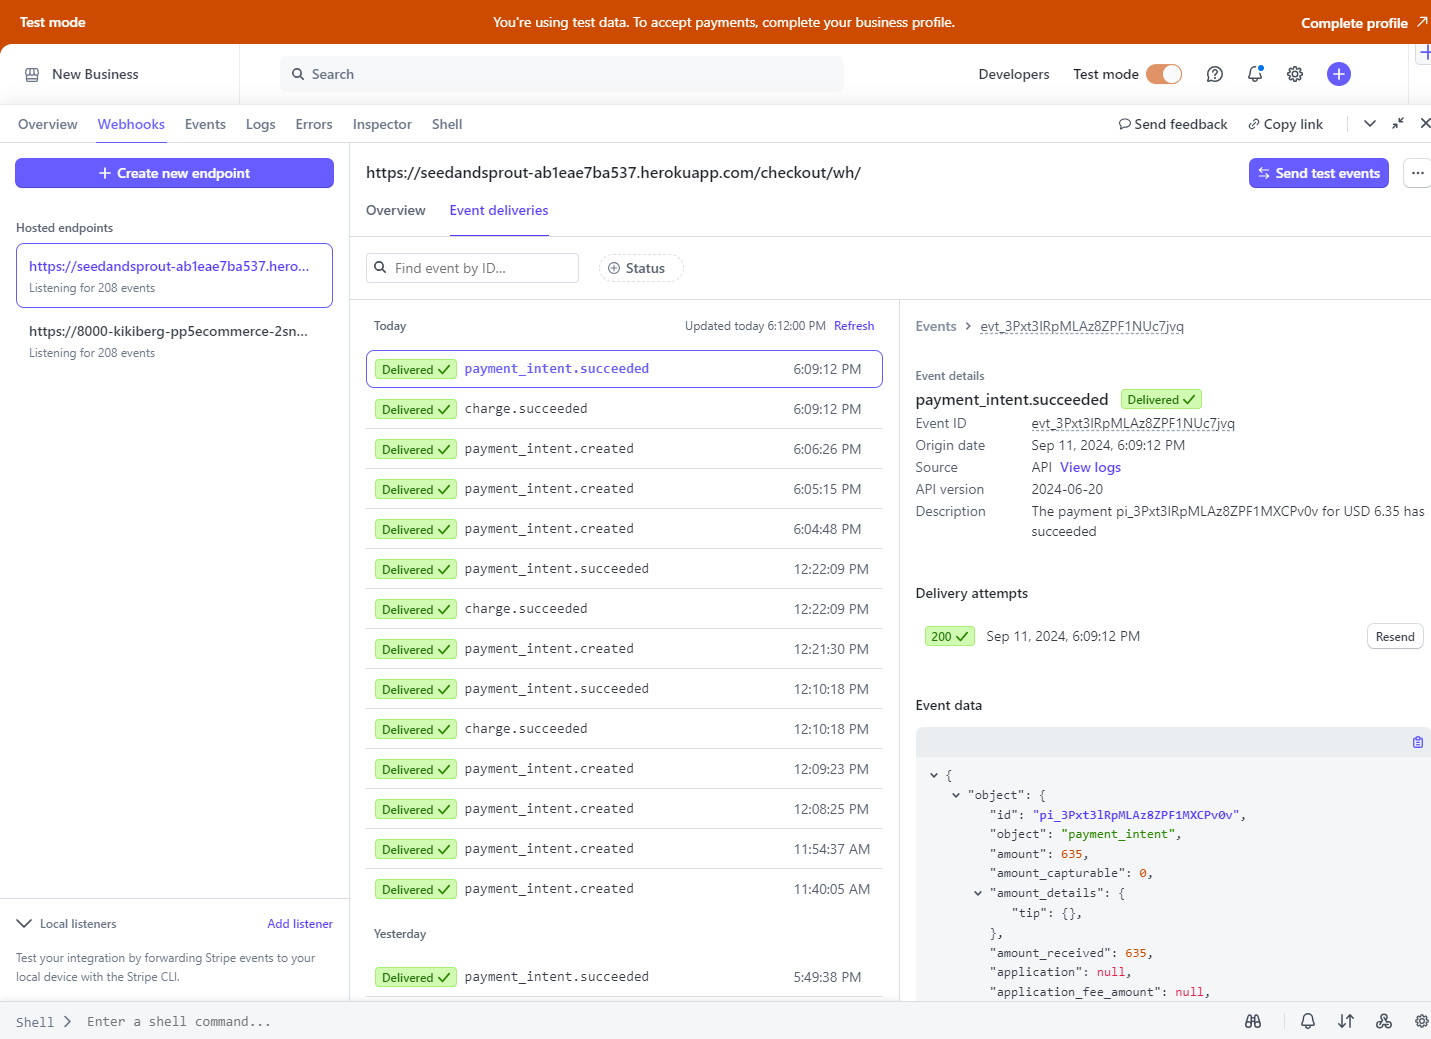 Test mode
You're using test data. To accept payments, complete your business profile.
Complete profile
New Business
Search
Developers
Test mode
Overview
Webhooks
Events
Logs
Errors
Inspector
Shell
Send feedback
Copy link
Create new endpoint
Hosted endpoints
https://seedandsprout-ab1eae7ba537.hero...
Listening for 208 events
https://8000-kikiberg-pp5ecommerce-2sn...
Listening for 208 events
https://seedandsprout-ab1eae7ba537.herokuapp.com/checkout/wh/
Send test events
Overview
Event deliveries
Find event by ID...
Status
Today
Updated today 6:12:00 PM Refresh
Delivered payment_intent.succeeded 6:09:12 PM
Delivered charge.succeeded 6:09:12 PM
Delivered payment_intent.created 6:06:26 PM
Delivered payment_intent.created 6:05:15 PM
Delivered payment_intent.created 6:04:48 PM
Delivered payment_intent.succeeded 12:22:09 PM
Delivered charge.succeeded 12:22:09 PM
Delivered payment_intent.created 12:21:30 PM
Delivered payment_intent.succeeded 12:10:18 PM
Delivered charge.succeeded 12:10:18 PM
Delivered payment_intent.created 12:09:23 PM
Delivered payment_intent.created 12:08:25 PM
Delivered payment_intent.created 11:54:37 AM
Delivered payment_intent.created 11:40:05 AM
Yesterday
Delivered payment_intent.succeeded 5:49:38 PM
Events > evt_3Pxt3lRpMLAz8ZPF1NUc7jvq
Event details
payment_intent.succeeded Delivered
Event ID evt_3Pxt3lRpMLAz8ZPF1NUc7jvq
Origin date Sep 11, 2024, 6:09:12 PM
Source API View logs
API version 2024-06-20
Description The payment pi_3Pxt3lRpMLAz8ZPF1MXCPv0v for USD 6.35 has
succeeded
Delivery attempts
200 Sep 11, 2024, 6:09:12 PM
Resend
Event data
{
"object": {
"id": "pi_3Pxt3lRpMLAz8ZPF1MXCPv0v",
"object": "payment_intent",
"amount": 635,
"amount_capturable": 0,
"amount_details": {
"tip": {},
},
"amount_received": 635,
"application": null,
"application_fee_amount": null,
Local listeners
Add listener
Test your integration by forwarding Stripe events to your
local device with the Stripe CLI.
Shell > Enter a shell command...